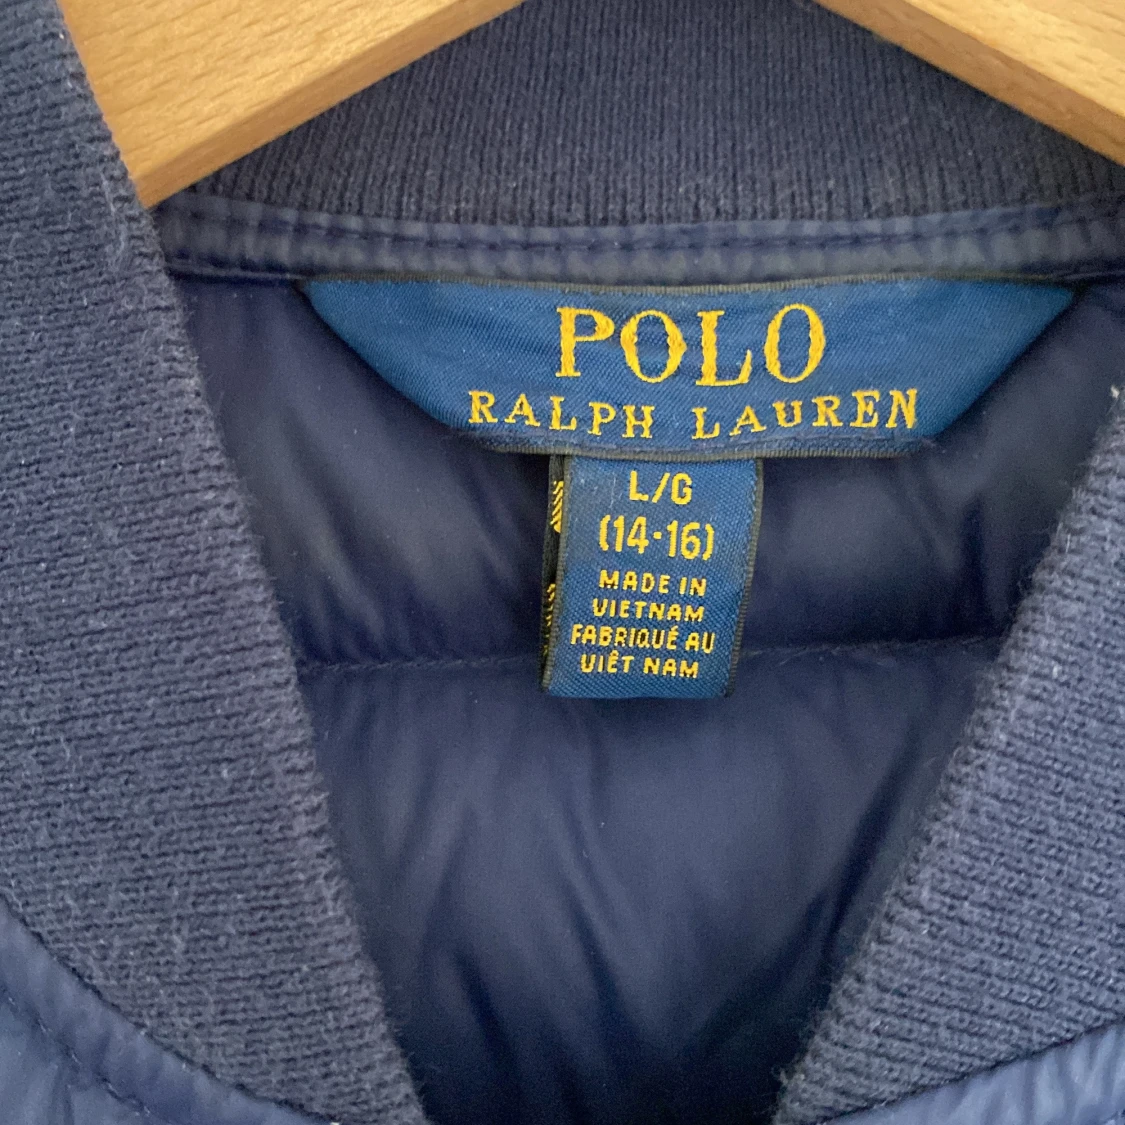 POLO
RALPH LAUREN
L/G
(14·16)
MADE IN
VIETNAM
FABRIQUÉ AU
VIÊT NAM